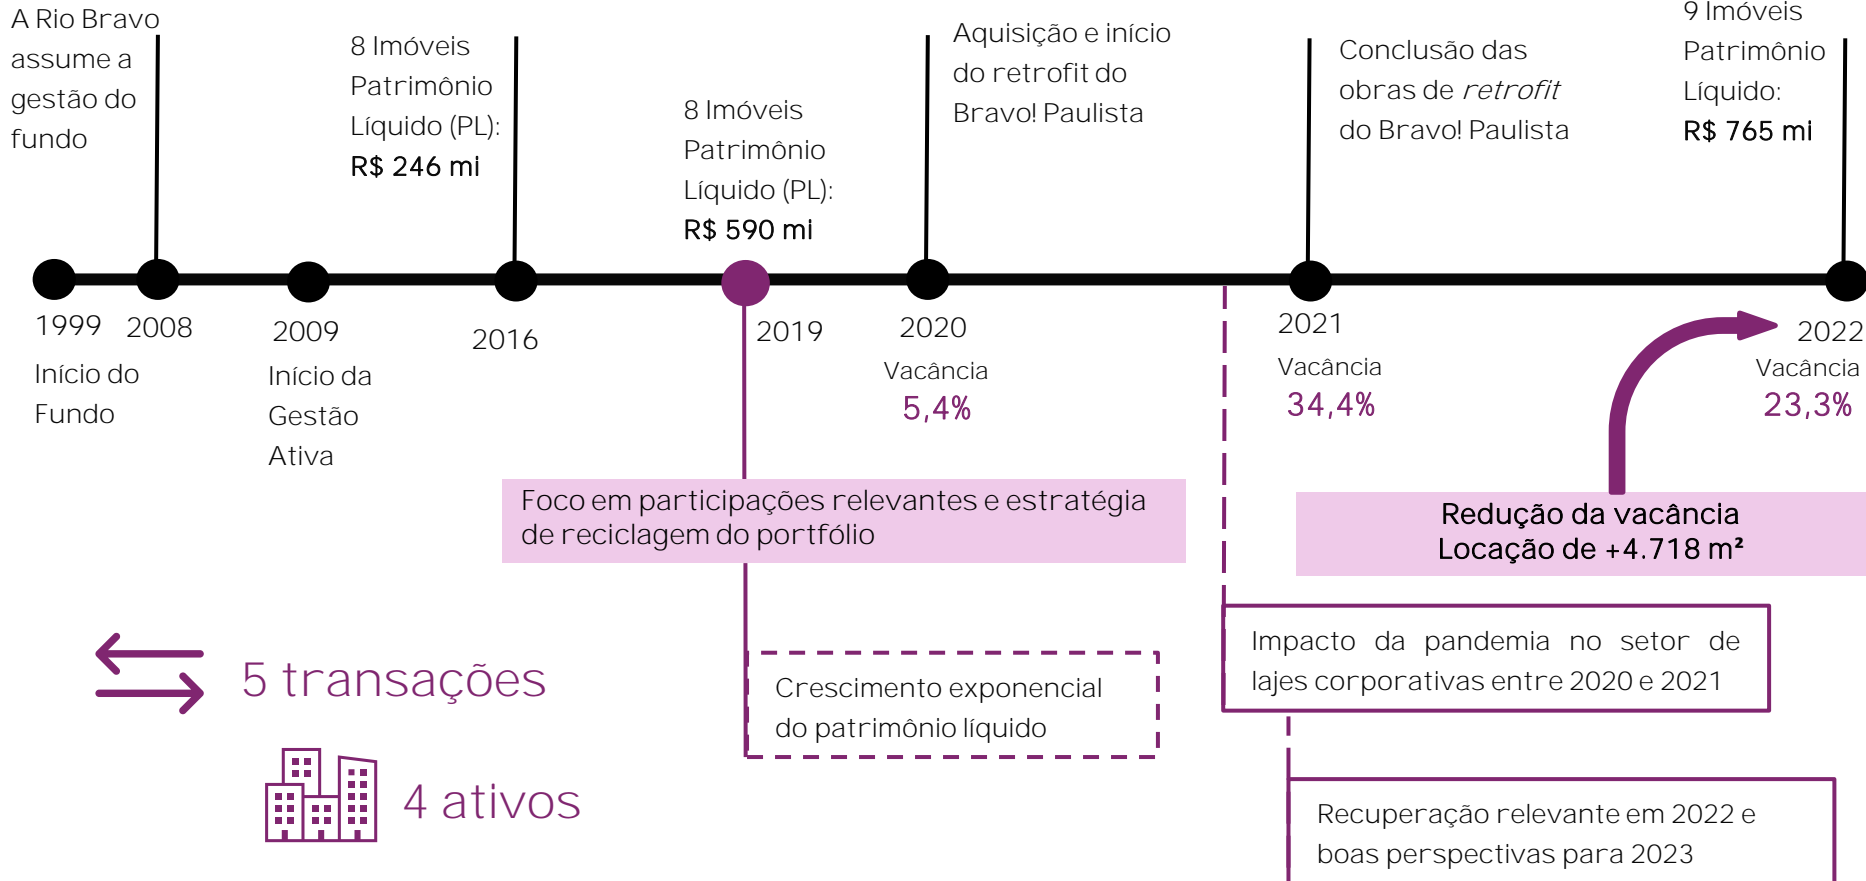 A Rio Bravo
assume a
gestão do
fundo
8 Imóveis
Patrimônio
Líquido (PL):
R$ 246 mi
8 Imóveis
Patrimônio
Líquido (PL):
R$ 590 mi
Aquisição e início
do retrofit do
Bravo! Paulista
Conclusão das
obras de retrofit
do Bravo! Paulista
9 Imóveis
Patrimônio
Líquido:
R$ 765 mi
1999
Início do
Fundo
2008
2009
Início da
Gestão
Ativa
2016
2019
2020
Vacância
5,4%
2021
Vacância
34,4%
2022
Vacância
23,3%
Foco em participações relevantes e estratégia
de reciclagem do portfólio
Redução da vacância
Locação de +4.718 m²
5 transações
4 ativos
Crescimento exponencial
do patrimônio líquido
Impacto da pandemia no setor de
lajes corporativas entre 2020 e 2021
Recuperação relevante em 2022 e
boas perspectivas para 2023